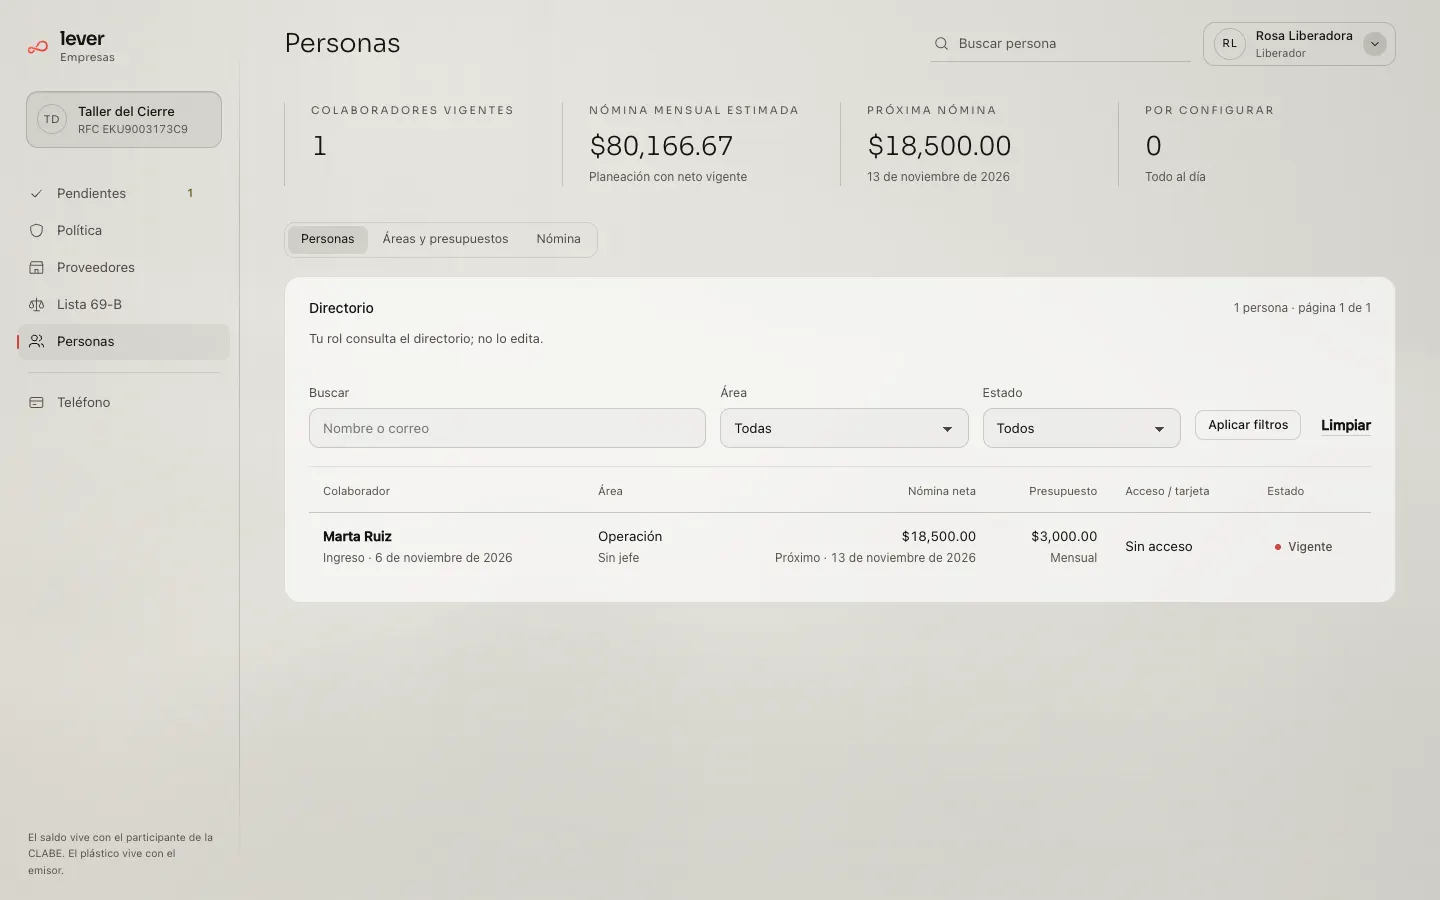 lever
Empresas
TD
Taller del Cierre
RFC EKU9003173C9
Pendientes 1
Política
Proveedores
Lista 69-B
Personas
Teléfono
El saldo vive con el participante de la
CLABE. El plástico vive con el
emisor.
Personas
Buscar persona
RL
Rosa Liberadora
Liberador
COLABORADORES VIGENTES
1
NÓMINA MENSUAL ESTIMADA
$80,166.67
Planeación con neto vigente
PRÓXIMA NÓMINA
$18,500.00
13 de noviembre de 2026
POR CONFIGURAR
0
Todo al día
Personas Áreas y presupuestos Nómina
Directorio
1 persona · página 1 de 1
Tu rol consulta el directorio; no lo edita.
Buscar Área Estado
Nombre o correo Todas Todos Aplicar filtros Limpiar
Colaborador Área Nómina neta Presupuesto Acceso / tarjeta Estado
Marta Ruiz Operación $18,500.00 $3,000.00 Sin acceso Vigente
Ingreso · 6 de noviembre de 2026 Sin jefe Próximo · 13 de noviembre de 2026 Mensual